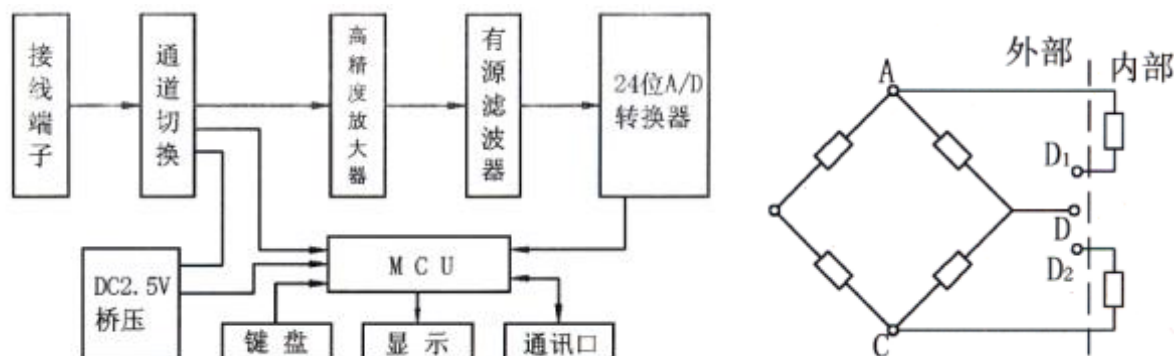 接线端子
通道切换
高精度放大器
有源滤波器
24位A/D
转换器
DC2.5V
桥压
MCU
键盘
显示
通讯口
外部
内部
A
D1
D
D2
C